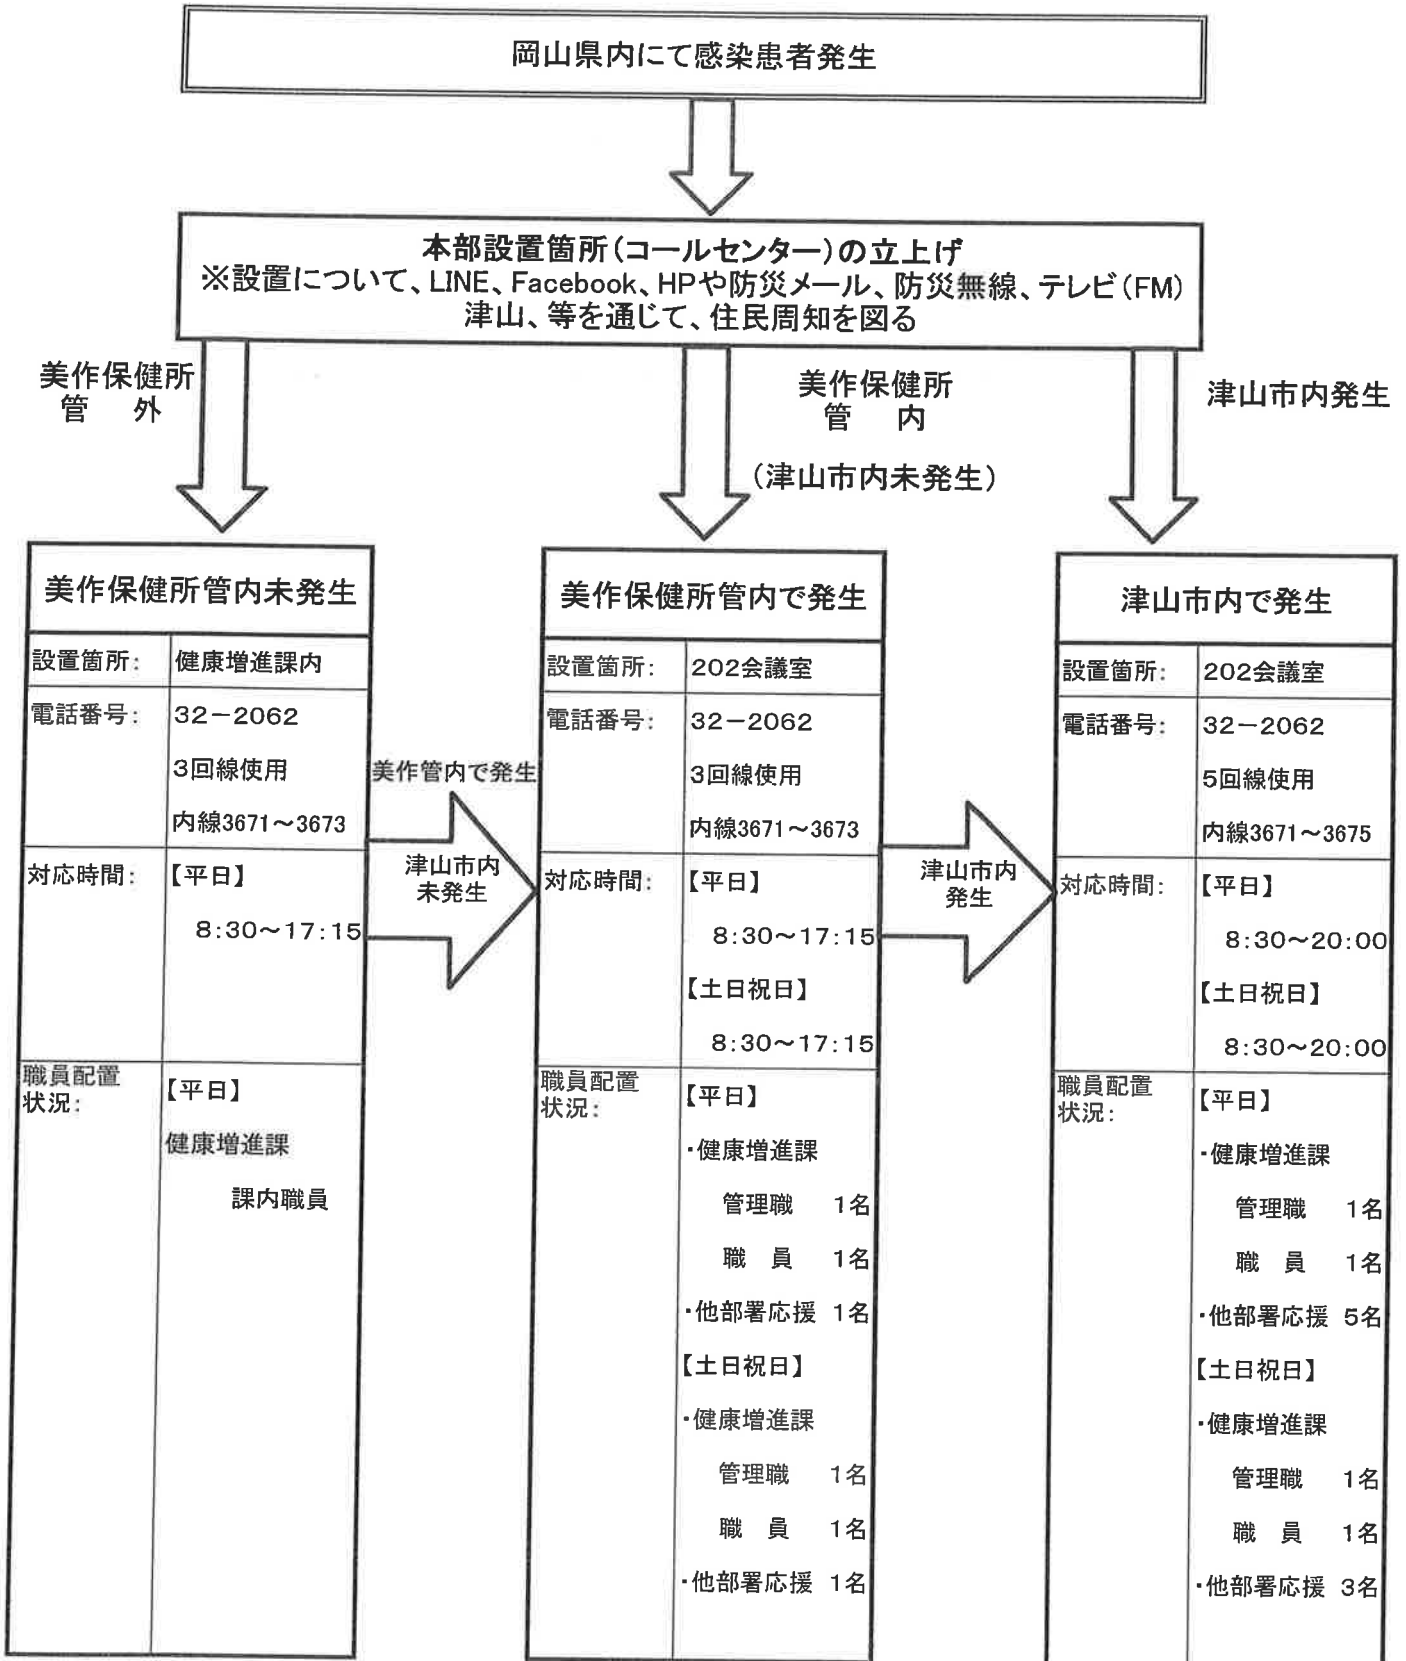 岡山県内にて感染患者発生
本部設置箇所(コールセンター)の立上げ
※設置について、LINE、Facebook、HPや防災メール、防災無線、テレビ(FM)
津山、等を通じて、住民周知を図る
美作保健所
管　外
美作保健所
管　内
(津山市内未発生)
津山市内発生
美作保健所管内未発生
設置箇所: 健康増進課内
電話番号: 32－2062
3回線使用
内線3671～3673
対応時間: 【平日】
8:30～17:15
職員配置
状況:
【平日】
健康増進課
課内職員
美作管内で発生
津山市内
未発生
美作保健所管内で発生
設置箇所: 202会議室
電話番号: 32－2062
3回線使用
内線3671～3673
対応時間: 【平日】
8:30～17:15
【土日祝日】
8:30～17:15
職員配置
状況:
【平日】
・健康増進課
管理職　1名
職　員　1名
・他部署応援 1名
【土日祝日】
・健康増進課
管理職　1名
職　員　1名
・他部署応援 1名
津山市内
発生
津山市内で発生
設置箇所: 202会議室
電話番号: 32－2062
5回線使用
内線3671～3675
対応時間: 【平日】
8:30～20:00
【土日祝日】
8:30～20:00
職員配置
状況:
【平日】
・健康増進課
管理職　1名
職　員　1名
・他部署応援 5名
【土日祝日】
・健康増進課
管理職　1名
職　員　1名
・他部署応援 3名